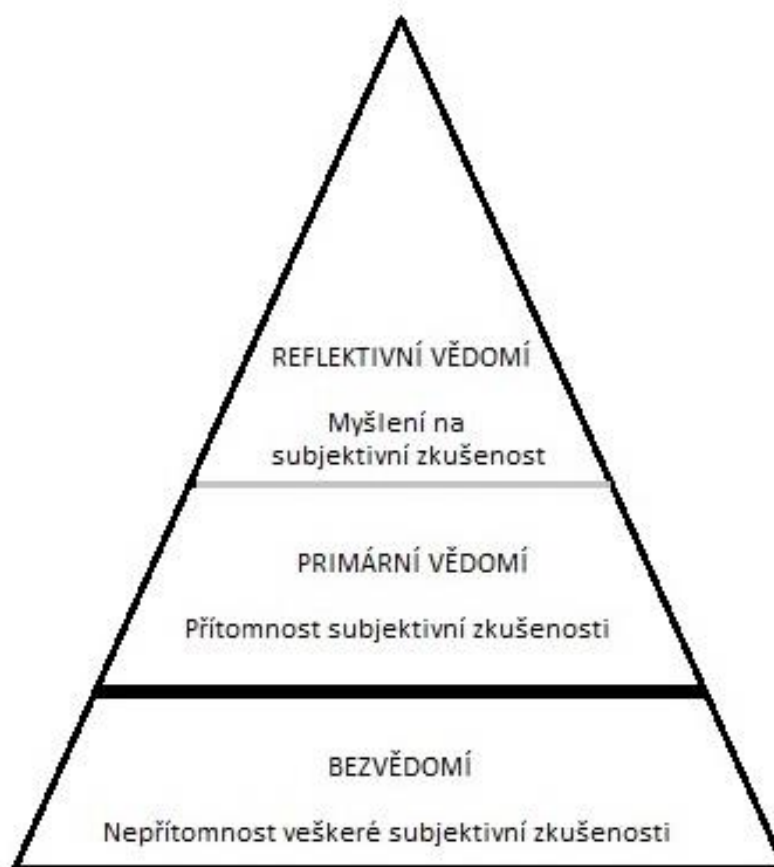 REFLEKTIVNÍ VĚDOMÍ
Myšlení na
subjektivní zkušenost
PRIMÁRNÍ VĚDOMÍ
Přítomnost subjektivní zkušenosti
BEZVĚDOMÍ
Nepřítomnost veškeré subjektivní zkušenosti